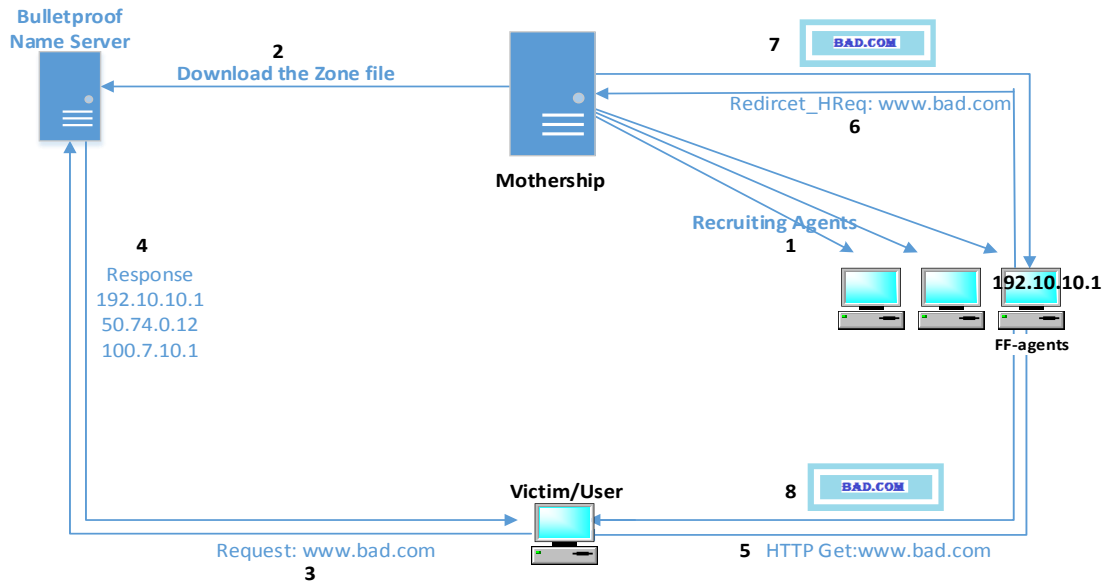 Bulletproof
Name Server
2
Download the Zone file
7
BAD.COM
Redircet_HReq: www.bad.com
6
Mothership
Recruiting Agents
1
4
Response
192.10.10.1
50.74.0.12
100.7.10.1
192.10.10.1
FF-agents
8
BAD.COM
Victim/User
Request: www.bad.com
3
5 HTTP Get:www.bad.com